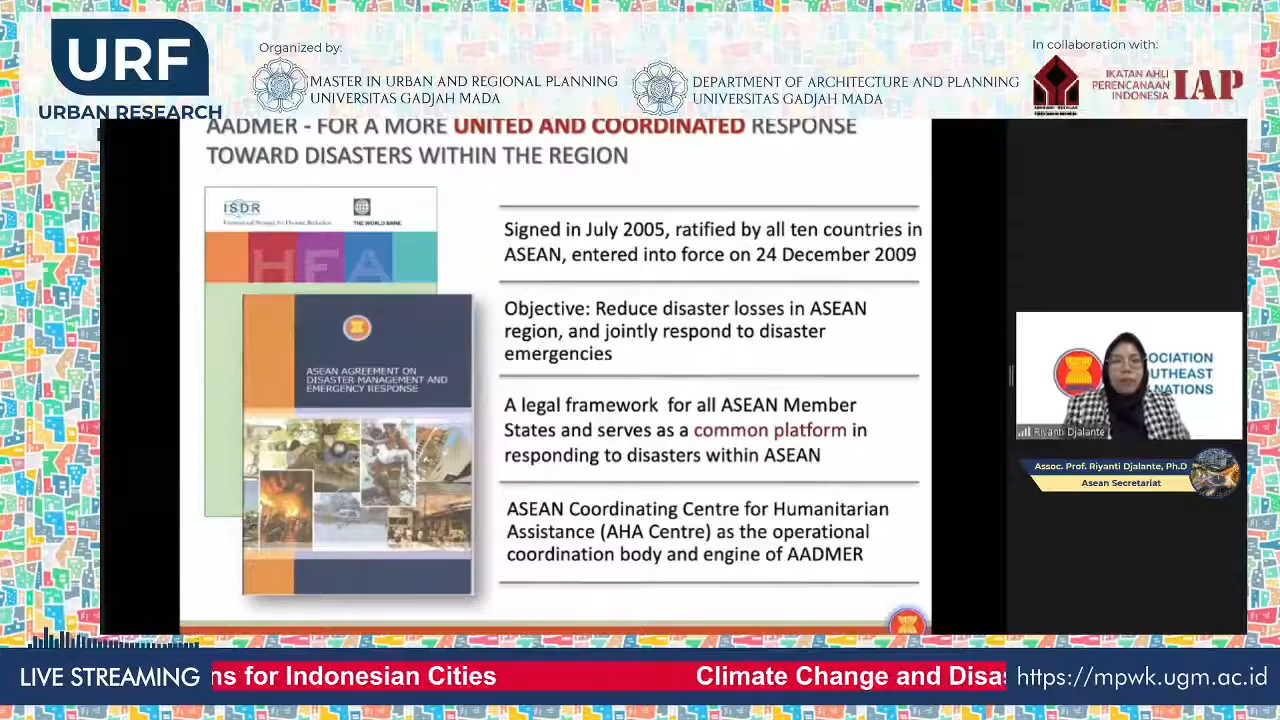 URF
URBAN RESEARCH
Organized by:
MASTER IN URBAN AND REGIONAL PLANNING
UNIVERSITAS GADJAH MADA
DEPARTMENT OF ARCHITECTURE AND PLANNING
UNIVERSITAS GADJAH MADA
In collaboration with:
IKATAN AHLI
PERENCANAAN
INDONESIA
IAP
AADMER - FOR A MORE UNITED AND COORDINATED RESPONSE
TOWARD DISASTERS WITHIN THE REGION
ISDR
International Strategy for Disaster Reduction
THE WORLD BANK
HFA
ASEAN AGREEMENT ON
DISASTER MANAGEMENT AND
EMERGENCY RESPONSE
Signed in July 2005, ratified by all ten countries in
ASEAN, entered into force on 24 December 2009
Objective: Reduce disaster losses in ASEAN
region, and jointly respond to disaster
emergencies
A legal framework for all ASEAN Member
States and serves as a common platform in
responding to disasters within ASEAN
ASEAN Coordinating Centre for Humanitarian
Assistance (AHA Centre) as the operational
coordination body and engine of AADMER
OCIATION
UTHEAST
NATIONS
Riyanti Djalante
Assoc. Prof. Riyanti Djalante, Ph.D
Asean Secretariat
LIVE STREAMING
ns for Indonesian Cities
Climate Change and Disas
https://mpwk.ugm.ac.id